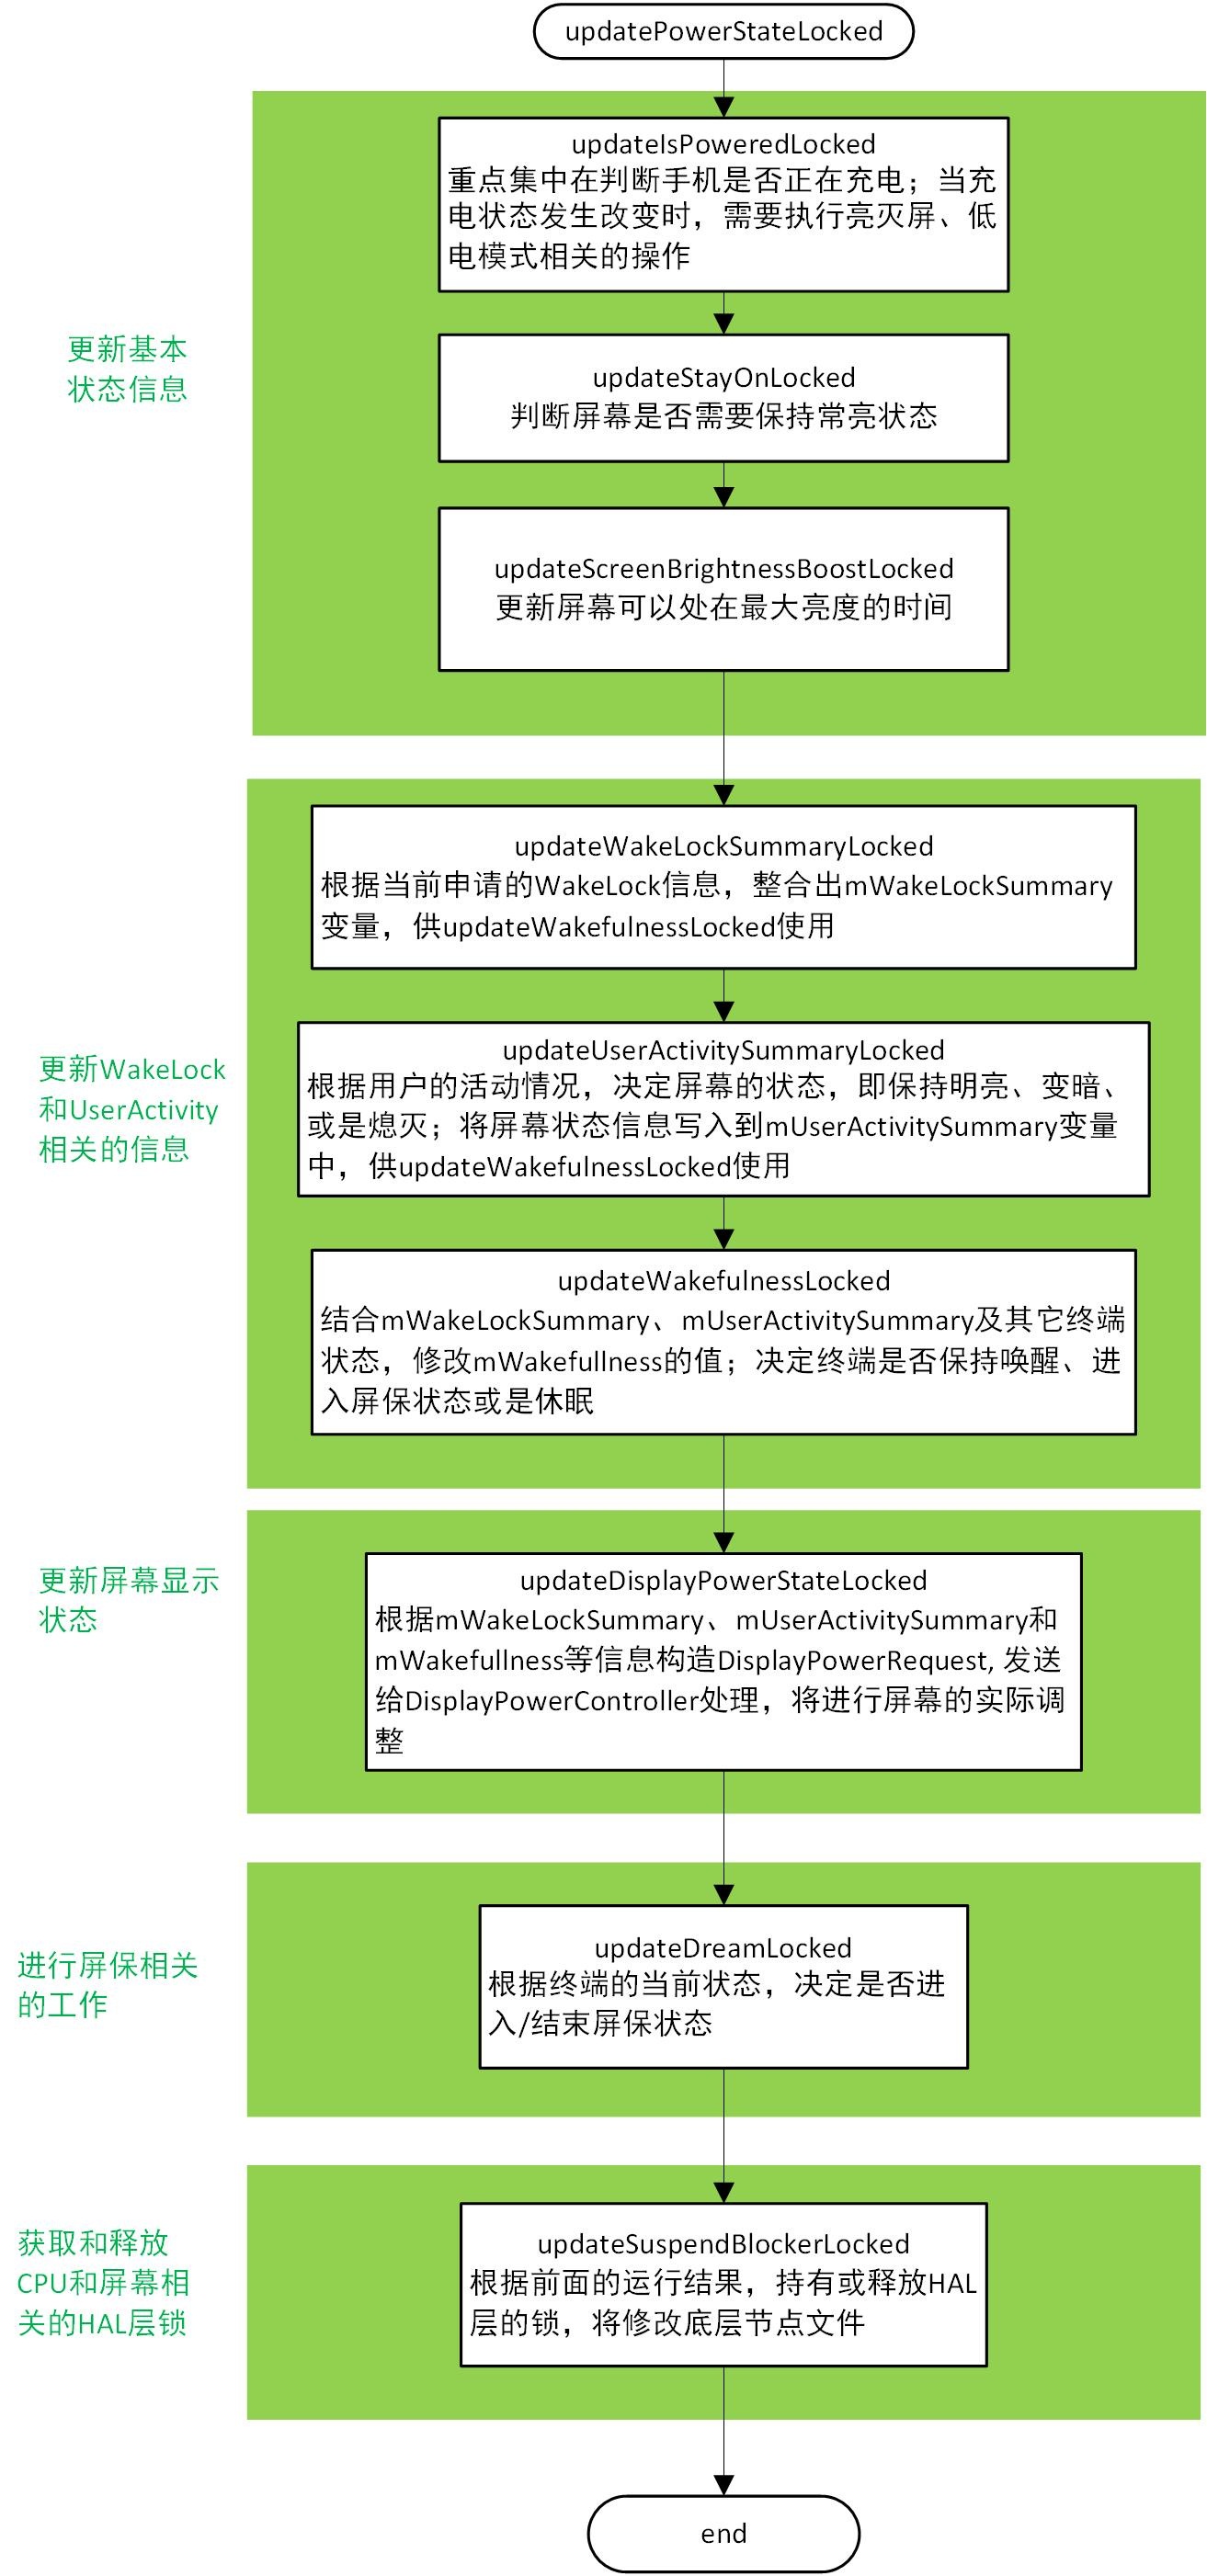 updatePowerStateLocked
updateIsPoweredLocked
重点集中在判断手机是否正在充电；当充
电状态发生改变时，需要执行亮灭屏、低
电模式相关的操作
更新基本
状态信息
updateStayOnLocked
判断屏幕是否需要保持常亮状态
updateScreenBrightnessBoostLocked
更新屏幕可以处在最大亮度的时间
updateWakeLockSummaryLocked
根据当前申请的WakeLock信息，整合出mWakeLockSummary
变量，供updateWakefulnessLocked使用
更新WakeLock
和UserActivity
相关的信息
updateUserActivitySummaryLocked
根据用户的活动情况，决定屏幕的状态，即保持明亮、变暗、
或是熄灭；将屏幕状态信息写入到mUserActivitySummary变量
中，供updateWakefulnessLocked使用
updateWakefulnessLocked
结合mWakeLockSummary、mUserActivitySummary及其它终端
状态，修改mWakefullness的值；决定终端是否保持唤醒、进
入屏保状态或是休眠
更新屏幕显示
状态
updateDisplayPowerStateLocked
根据mWakeLockSummary、mUserActivitySummary和
mWakefullness等信息构造DisplayPowerRequest, 发送
给DisplayPowerController处理，将进行屏幕的实际调
整
进行屏保相关
的工作
updateDreamLocked
根据终端的当前状态，决定是否进
入/结束屏保状态
获取和释放
CPU和屏幕相
关的HAL层锁
updateSuspendBlockerLocked
根据前面的运行结果，持有或释放HAL
层的锁，将修改底层节点文件
end